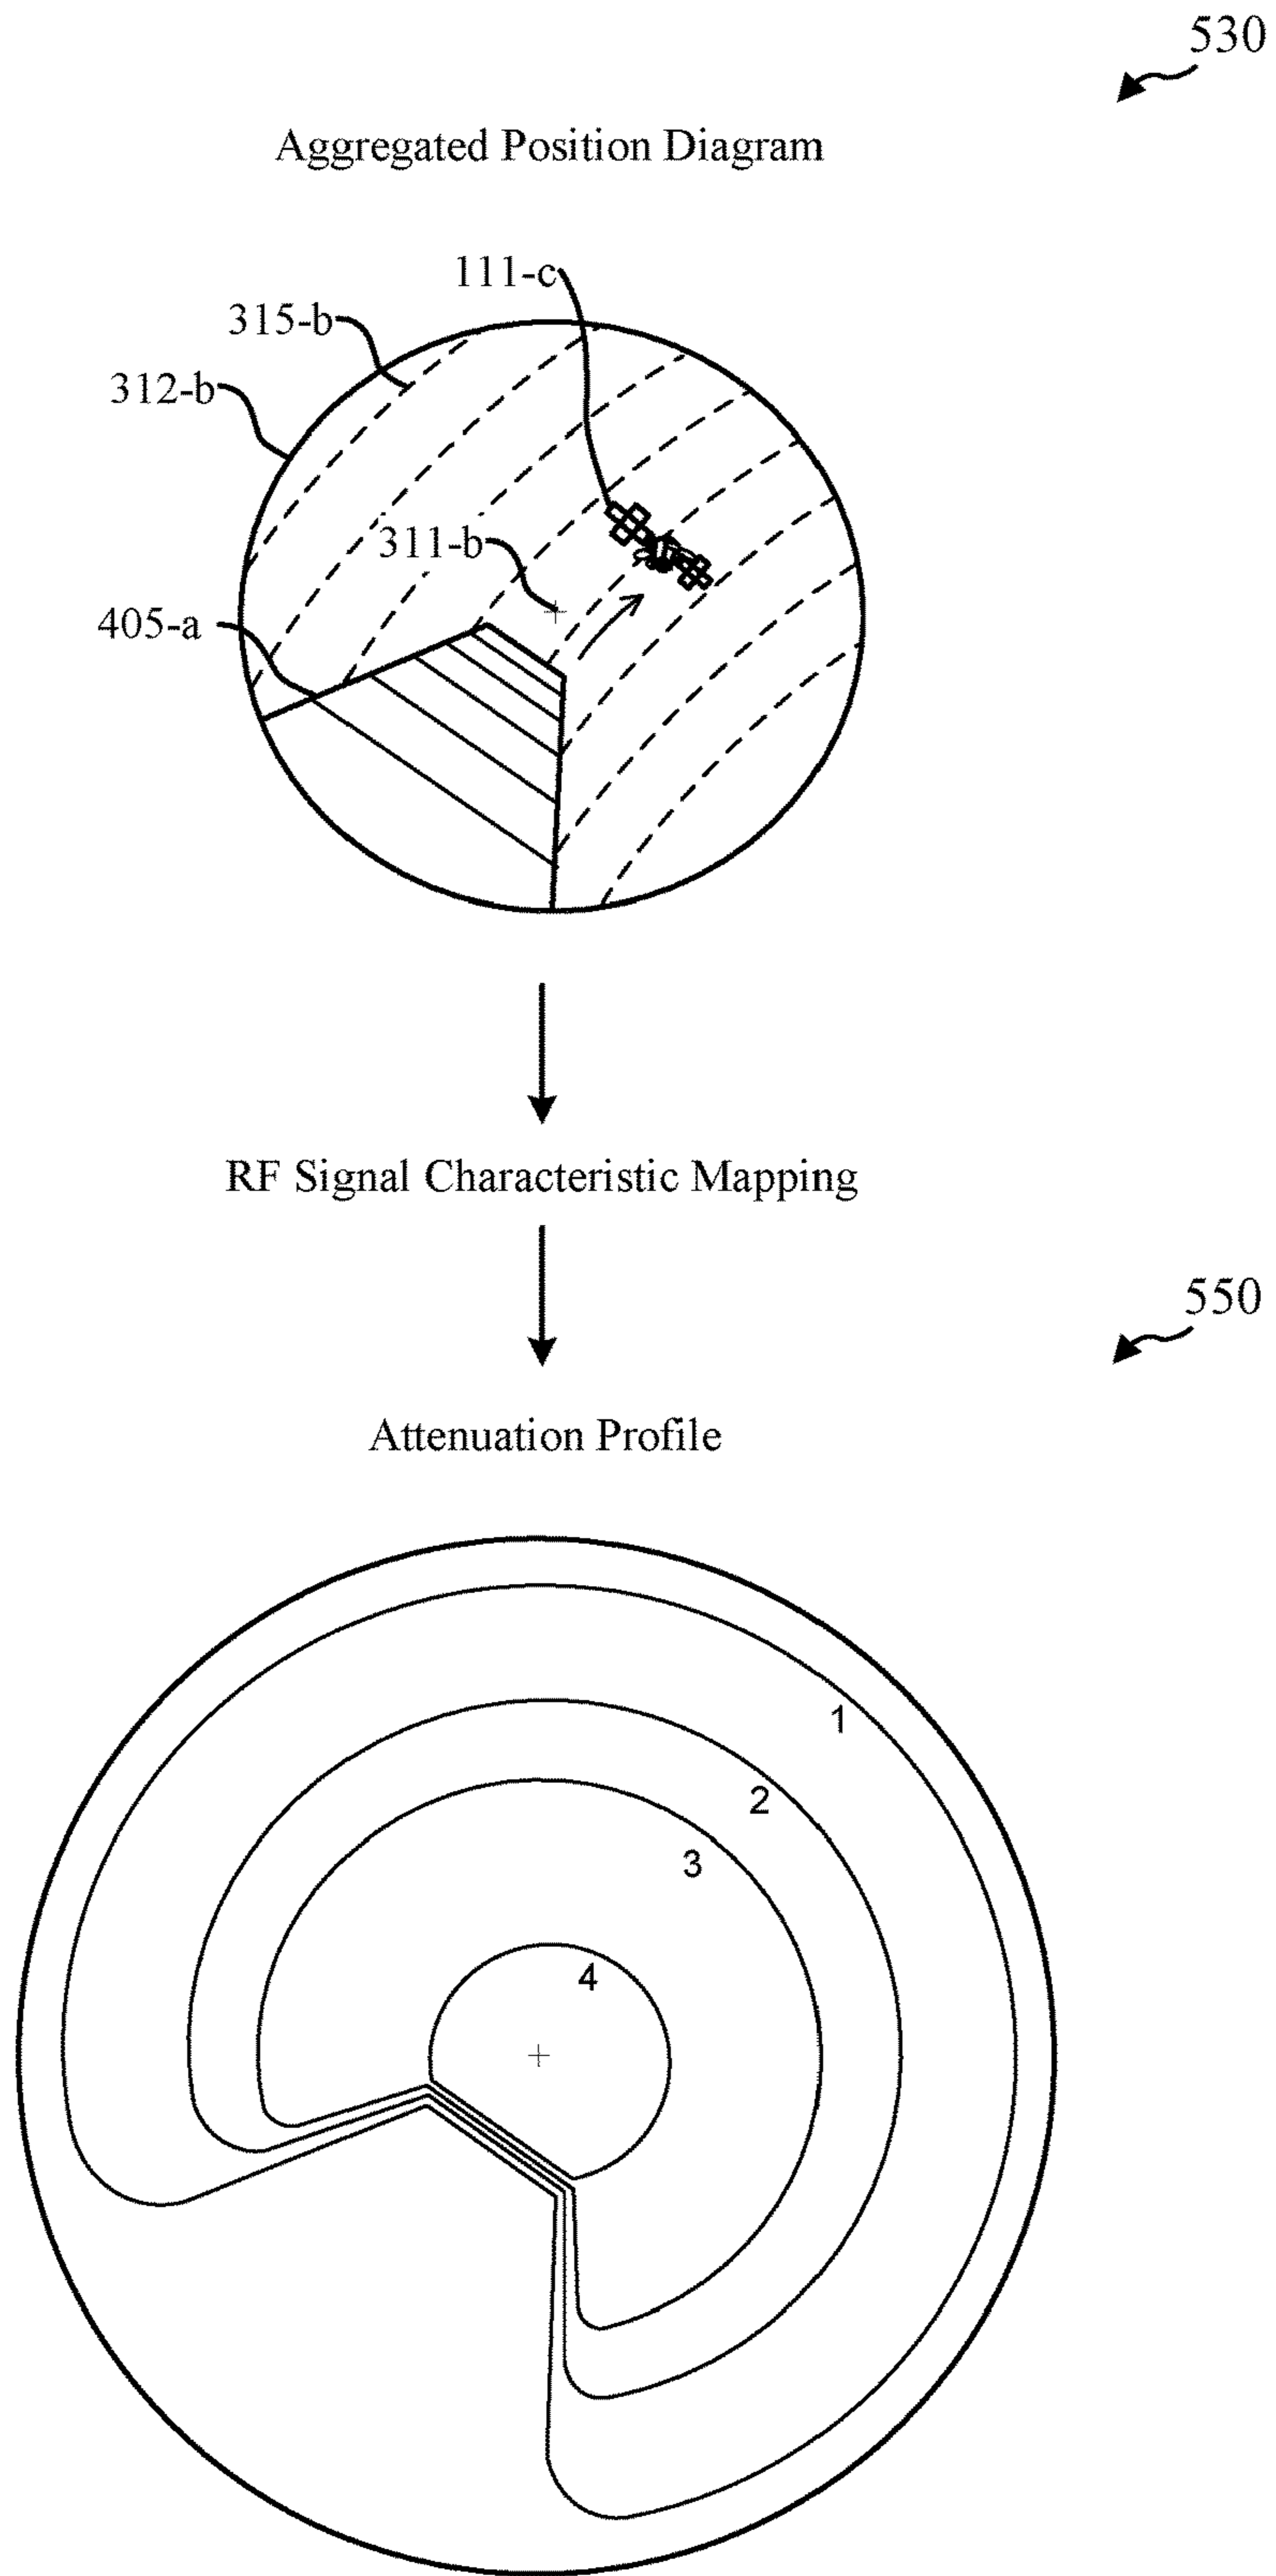 530
Aggregated Position Diagram
111-c
315-b
312-b
311-b
405-a
RF Signal Characteristic Mapping
550
Attenuation Profile
1
2
3
4